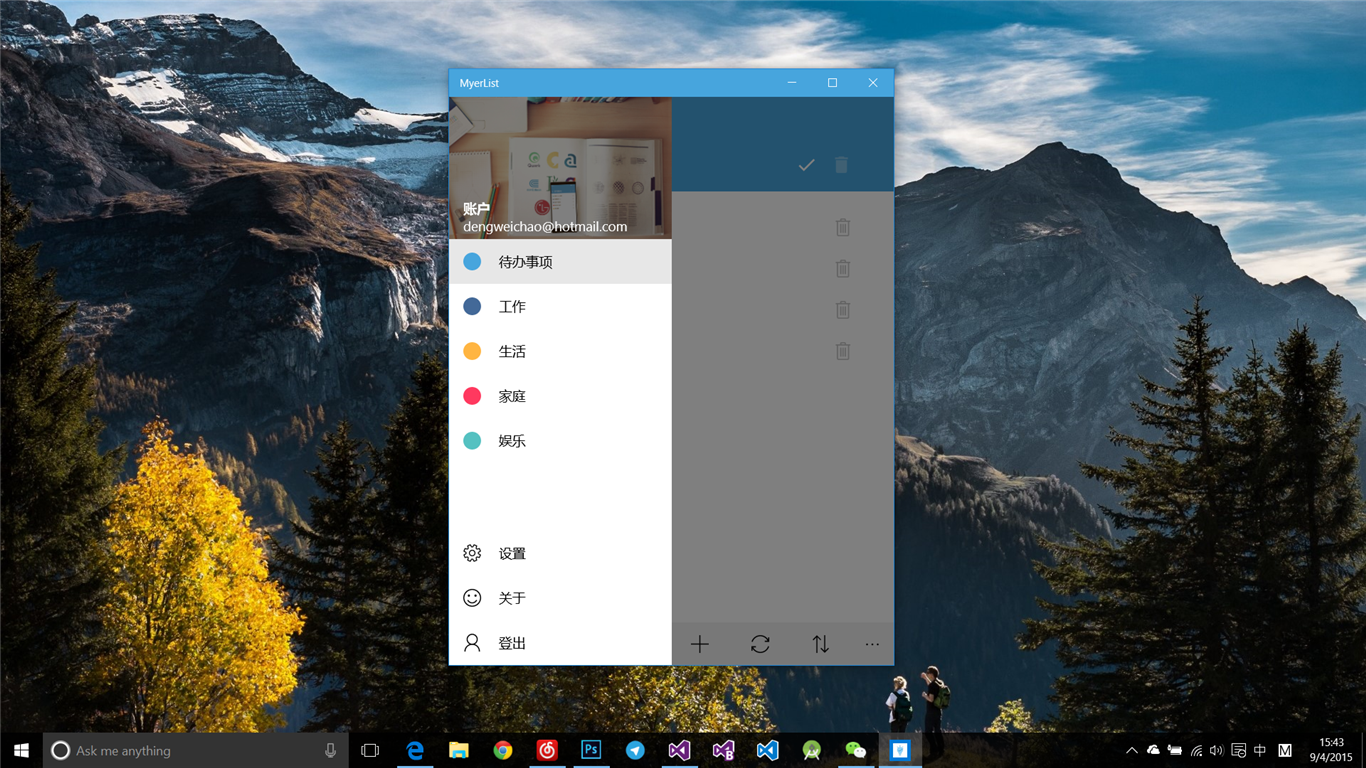 MyerList
账户
dengweichao@hotmail.com
待办事项
工作
生活
家庭
娱乐
设置
关于
登出
Ask me anything
Ps
中
M
15:43
9/4/2015